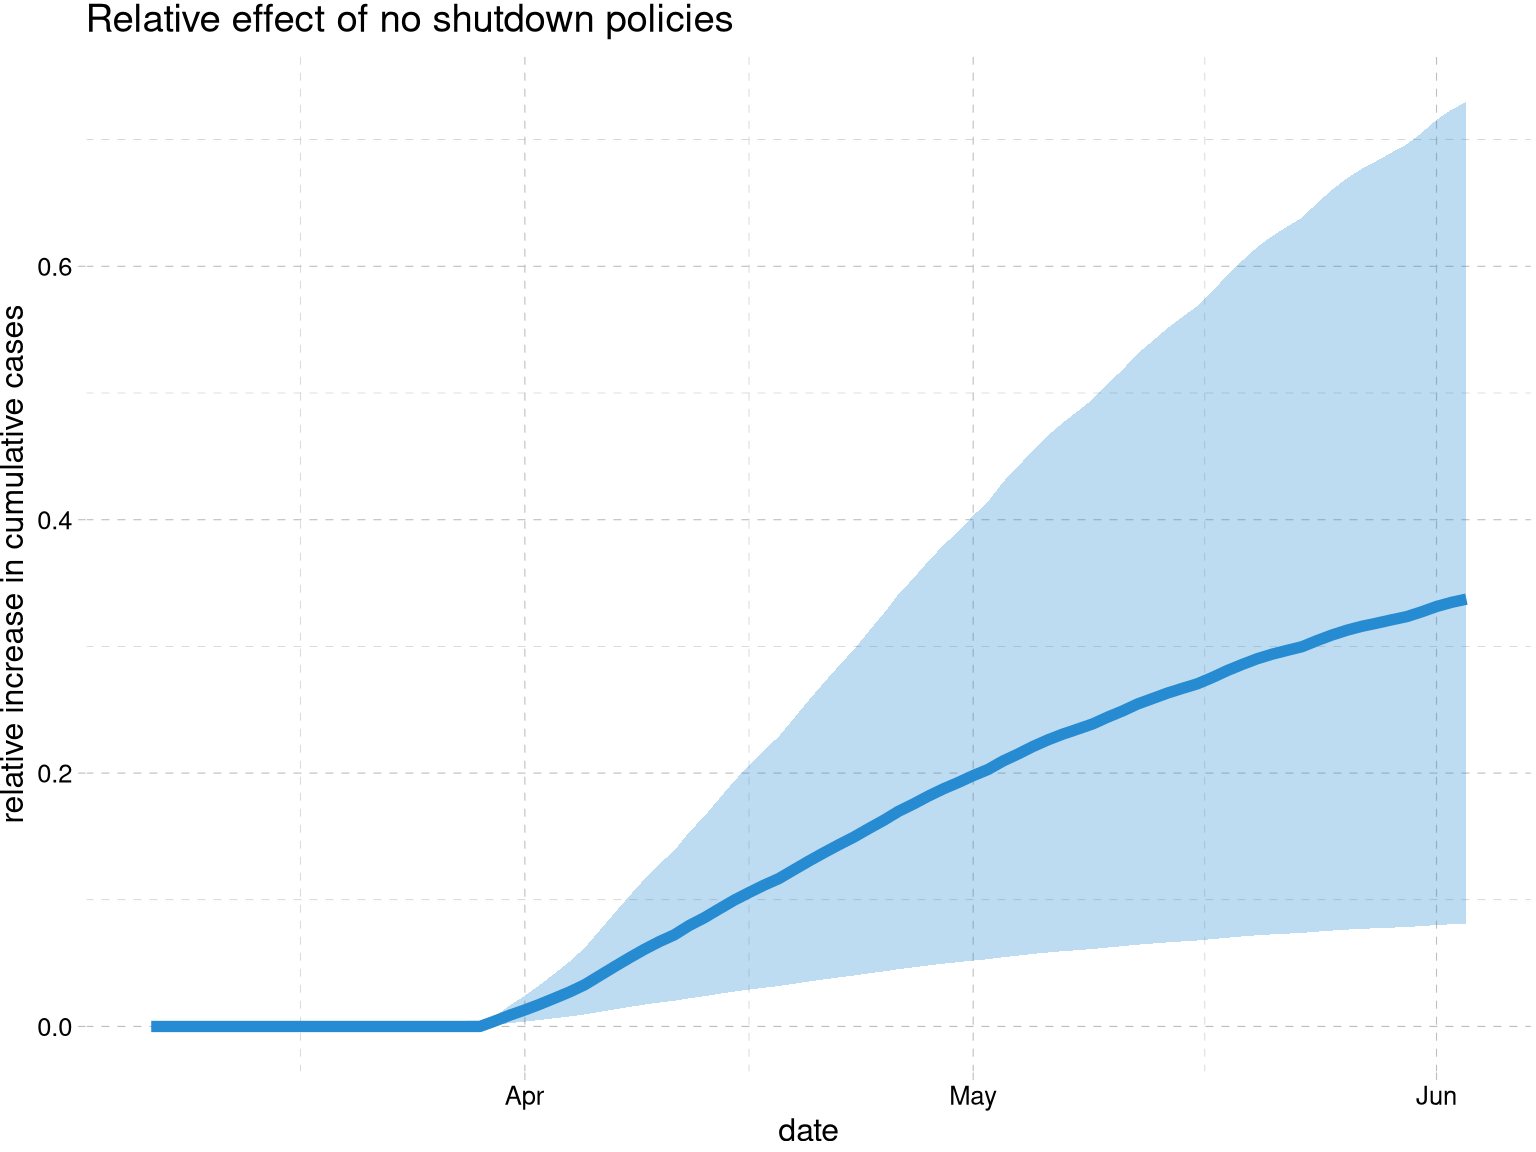 Relative effect of no shutdown policies
relative increase in cumulative cases
0.6
0.4
0.2
0.0
Apr
May
Jun
date